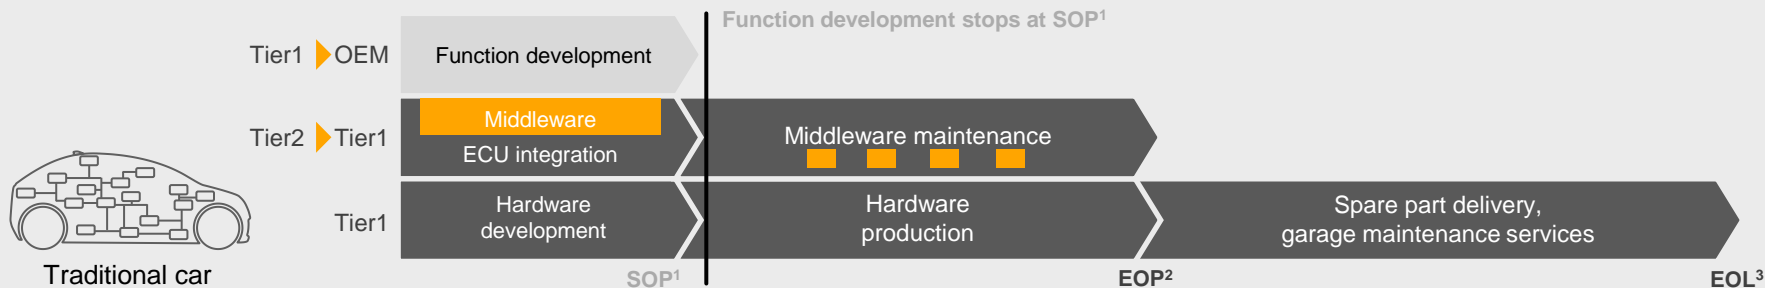 Function development stops at SOP¹
Tier1 OEM
Function development
Tier2 Tier1
Middleware
ECU integration
Middleware maintenance
Tier1
Hardware
development
Hardware
production
Spare part delivery,
garage maintenance services
Traditional car
SOP¹
EOP²
EOL³